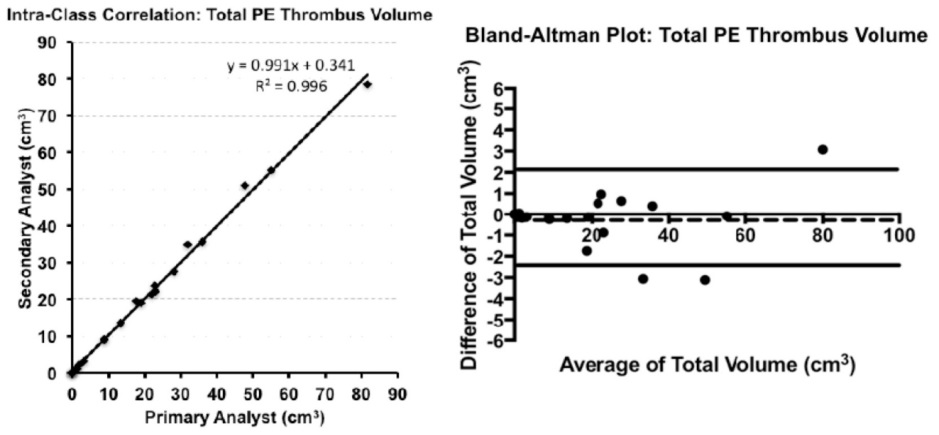 Intra-Class Correlation: Total PE Thrombus Volume
90
80
70
60
50
40
30
20
10
0
Secondary Analyst (cm³)
y = 0.991x + 0.341
R² = 0.996
0 10 20 30 40 50 60 70 80 90
Primary Analyst (cm³)
Bland-Altman Plot: Total PE Thrombus Volume
6
5
4
3
2
1
0
-1
-2
-3
-4
-5
-6
Difference of Total Volume (cm³)
20 40 60 80 100
Average of Total Volume (cm³)